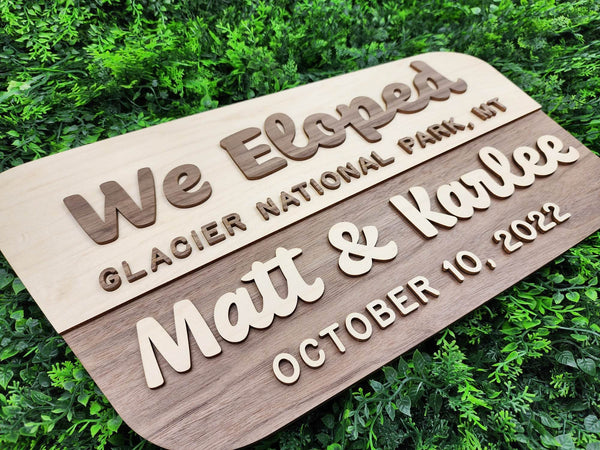 We Eloped
GLACIER NATIONAL PARK, MT
Matt & Karlee
OCTOBER 10, 2022